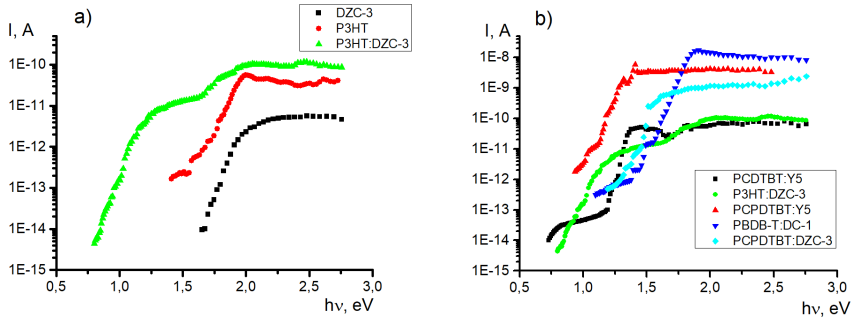 a)
I, A
DZC-3
P3HT
P3HT:DZC-3
1E-10
1E-11
1E-12
1E-13
1E-14
1E-15
0,5 1,0 1,5 2,0 2,5 3,0
hν, eV
b)
I, A
1E-8
1E-9
1E-10
1E-11
1E-12
1E-13
1E-14
1E-15
PCDTBT:Y5
P3HT:DZC-3
PCPDTBT:Y5
PBDB-T:DC-1
PCPDTBT:DZC-3
0,5 1,0 1,5 2,0 2,5 3,0
hν, eV